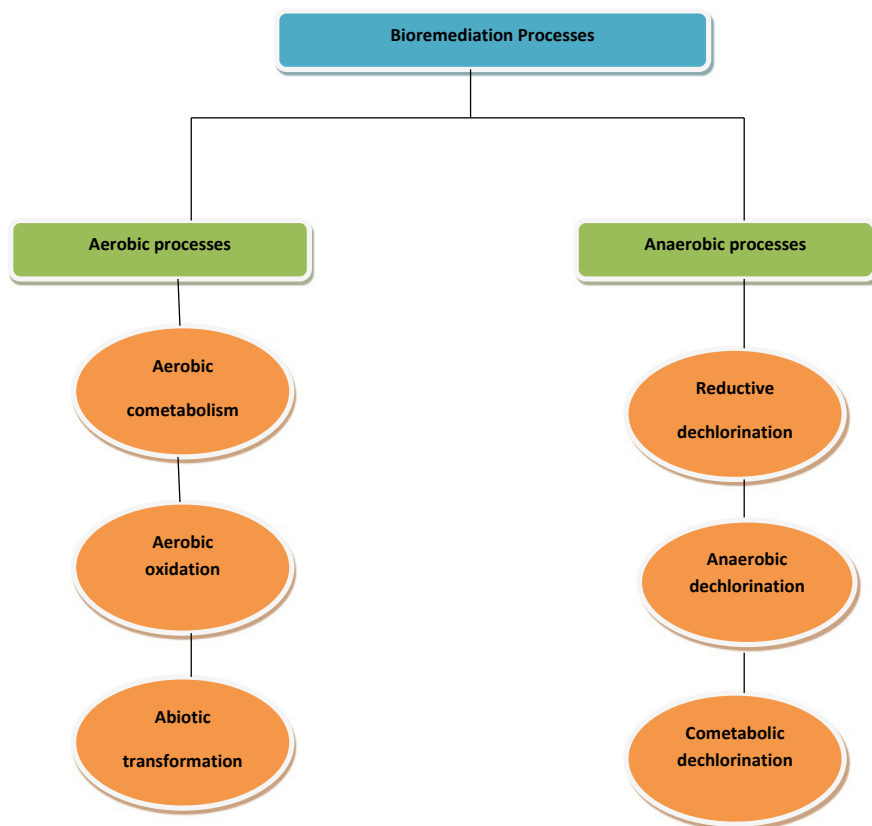 Bioremediation Processes
Aerobic processes
Anaerobic processes
Aerobic
cometabolism
Reductive
dechlorination
Aerobic
oxidation
Anaerobic
dechlorination
Abiotic
transformation
Cometabolic
dechlorination